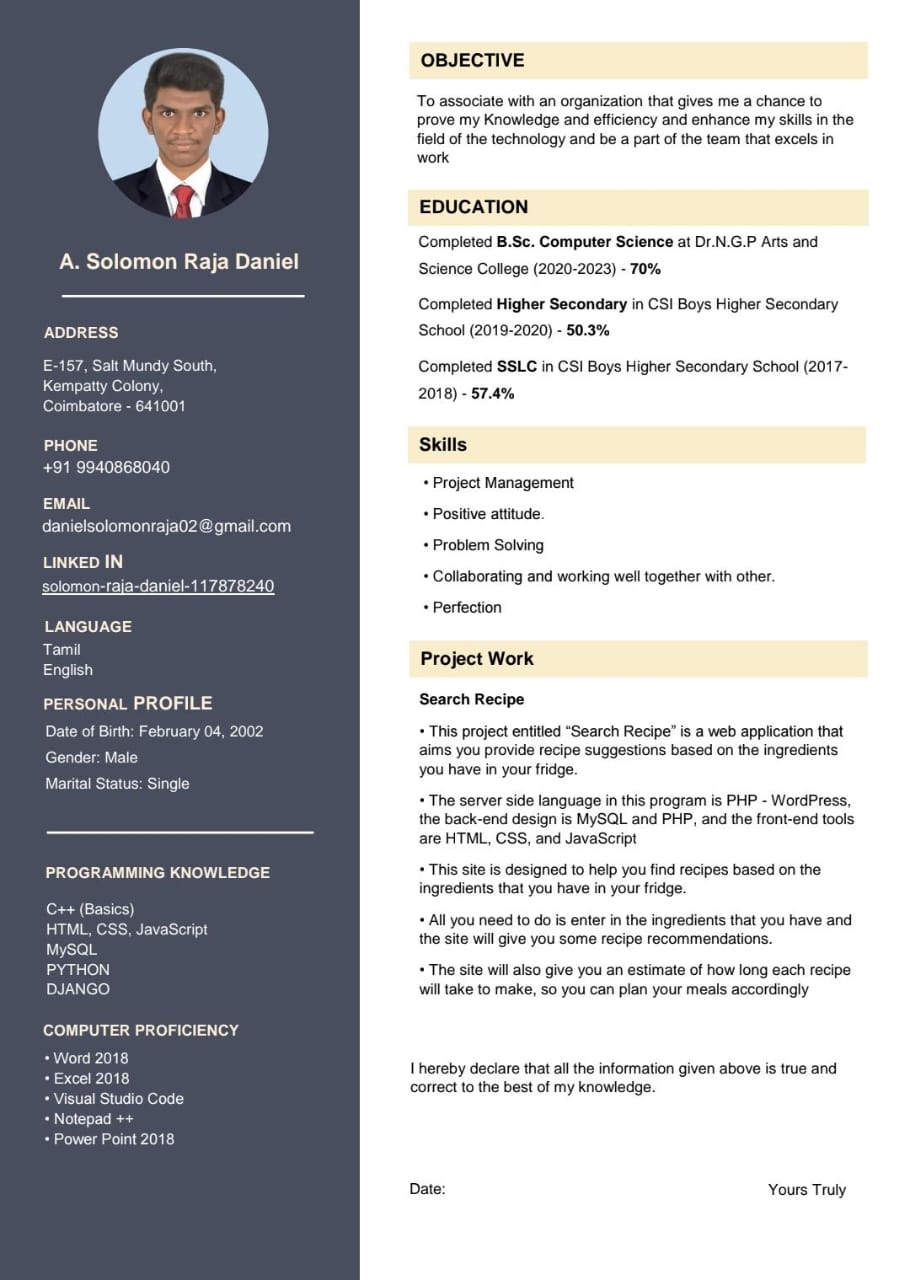 A. Solomon Raja Daniel
ADDRESS
E-157, Salt Mundy South,
Kempatty Colony,
Coimbatore - 641001
PHONE
+91 9940868040
EMAIL
danielsolomonraja02@gmail.com
LINKED IN
solomon-raja-daniel-117878240
LANGUAGE
Tamil
English
PERSONAL PROFILE
Date of Birth: February 04, 2002
Gender: Male
Marital Status: Single
PROGRAMMING KNOWLEDGE
C++ (Basics)
HTML, CSS, JavaScript
MySQL
PYTHON
DJANGO
COMPUTER PROFICIENCY
• Word 2018
• Excel 2018
• Visual Studio Code
• Notepad ++
• Power Point 2018
OBJECTIVE
To associate with an organization that gives me a chance to
prove my Knowledge and efficiency and enhance my skills in the
field of the technology and be a part of the team that excels in
work
EDUCATION
Completed B.Sc. Computer Science at Dr.N.G.P Arts and
Science College (2020-2023) - 70%
Completed Higher Secondary in CSI Boys Higher Secondary
School (2019-2020) - 50.3%
Completed SSLC in CSI Boys Higher Secondary School (2017-
2018) - 57.4%
Skills
• Project Management
• Positive attitude.
• Problem Solving
• Collaborating and working well together with other.
• Perfection
Project Work
Search Recipe
• This project entitled “Search Recipe” is a web application that
aims you provide recipe suggestions based on the ingredients
you have in your fridge.
• The server side language in this program is PHP - WordPress,
the back-end design is MySQL and PHP, and the front-end tools
are HTML, CSS, and JavaScript
• This site is designed to help you find recipes based on the
ingredients that you have in your fridge.
• All you need to do is enter in the ingredients that you have and
the site will give you some recipe recommendations.
• The site will also give you an estimate of how long each recipe
will take to make, so you can plan your meals accordingly
I hereby declare that all the information given above is true and
correct to the best of my knowledge.
Date:
Yours Truly